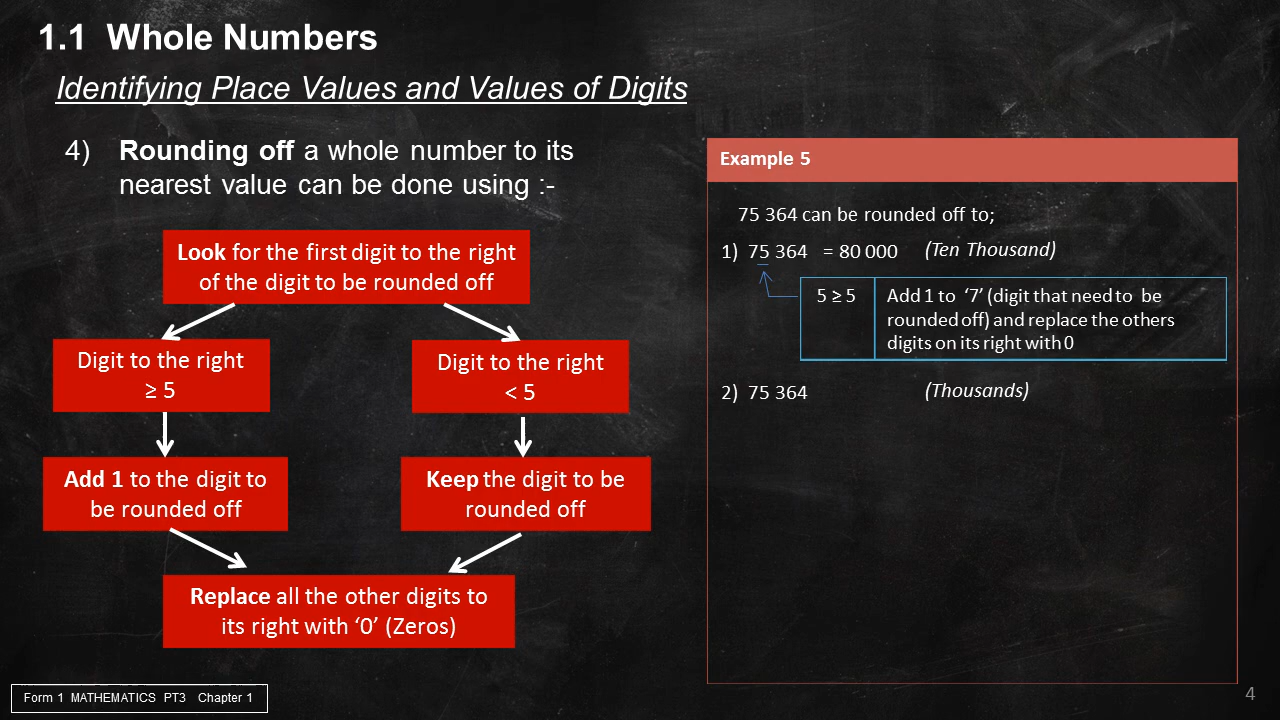 1.1 Whole Numbers
Identifying Place Values and Values of Digits
4) Rounding off a whole number to its
nearest value can be done using :-
Look for the first digit to the right
of the digit to be rounded off
Digit to the right
≥ 5
Digit to the right
< 5
Add 1 to the digit to
be rounded off
Keep the digit to be
rounded off
Replace all the other digits to
its right with ‘0’ (Zeros)
Example 5
75 364 can be rounded off to;
1) 75 364 = 80 000 (Ten Thousand)
5 ≥ 5
Add 1 to ‘7’ (digit that need to be
rounded off) and replace the others
digits on its right with 0
2) 75 364 (Thousands)
Form 1 MATHEMATICS PT3 Chapter 1
4